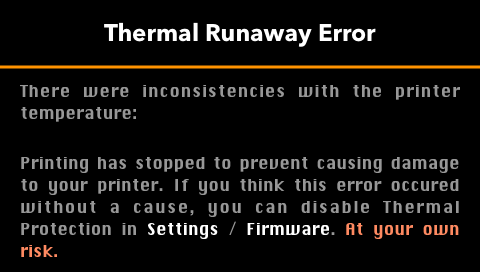 Thermal Runaway Error
There were inconsistencies with the printer
temperature:
Printing has stopped to prevent causing damage
to your printer. If you think this error occured
without a cause, you can disable Thermal
Protection in Settings / Firmware. At your own
risk.